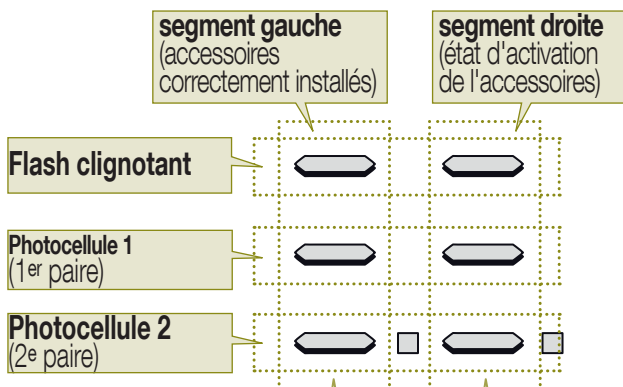 segment gauche
(accessoires
correctement installés)
segment droite
(état d'activation
de l'accessoires)
Flash clignotant
Photocellule 1
(1er paire)
Photocellule 2
(2e paire)